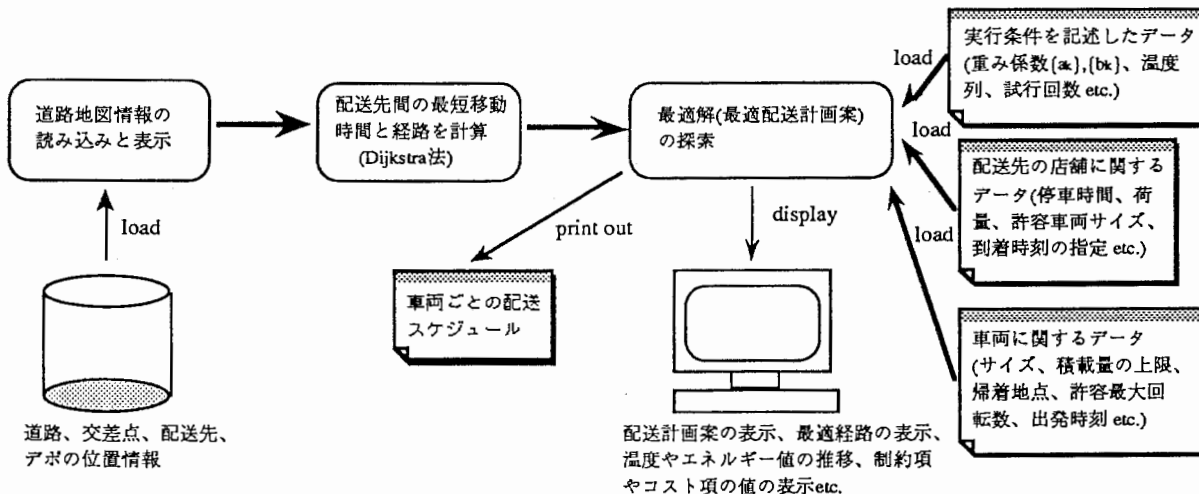 道路地図情報の
読み込みと表示
配送先間の最短移動
時間と経路を計算
(Dijkstra法)
最適解(最適配送計画案)
の探索
load
実行条件を記述したデータ
(重み係数{ak},{bk}、温度
列、試行回数 etc.)
load
配送先の店舗に関する
データ(停車時間、荷
量、許容車両サイズ、
到着時刻の指定 etc.)
load
車両に関するデータ
(サイズ、積載量の上限、
帰着地点、許容最大回
転数、出発時刻 etc.)
load
道路、交差点、配送先、
デポの位置情報
print out
車両ごとの配送
スケジュール
display
配送計画案の表示、最適経路の表示、
温度やエネルギー値の推移、制約項
やコスト項の値の表示etc.